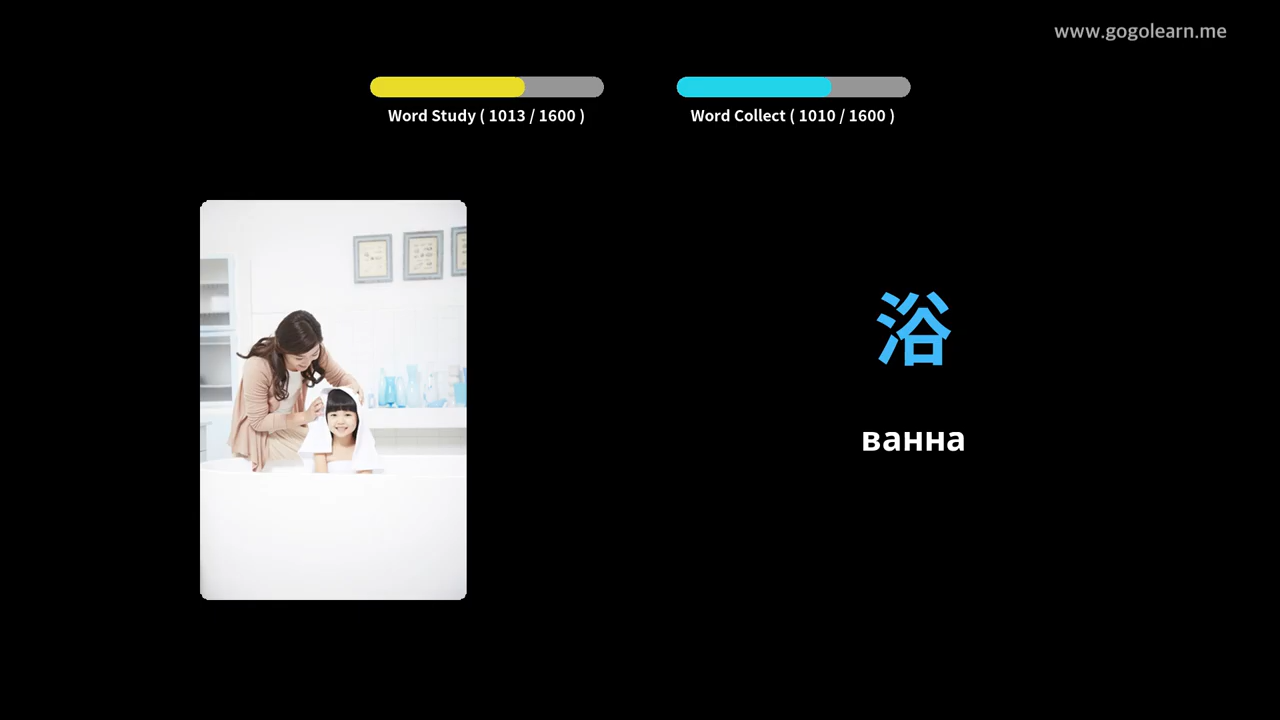 www.gogolearn.me
Word Study ( 1013 / 1600 )
Word Collect ( 1010 / 1600 )
浴
ванна